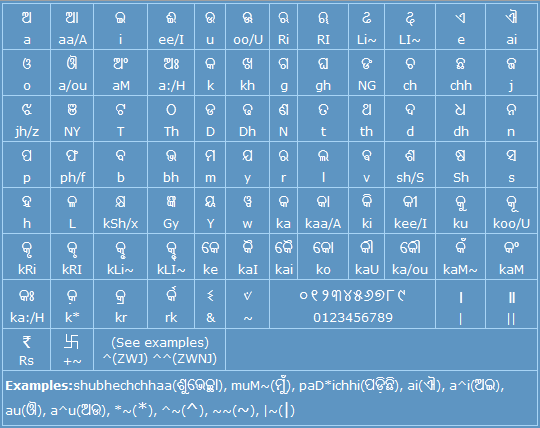 ଅ ଆ ଇ ଈ ଉ ଊ ଋ ୠ ଌ ୡ ଏ ଐ
a aa/A i ee/I u oo/U Ri RI Li~ LI~ e ai
ଓ ଔ ଅଂ ଅଃ କ ଖ ଗ ଘ ଙ ଚ ଛ ଜ
o a/ou aM a:/H k kh g gh NG ch chh j
ଝ ଞ ଟ ଠ ଡ ଢ ଣ ତ ଥ ଦ ଧ ନ
jh/z NY T Th D Dh N t th d dh n
ପ ଫ ବ ଭ ମ ଯ ର ଲ ଵ ଶ ଷ ସ
p ph/f b bh m y r l v sh/S Sh s
ହ ଳ କ୍ଷ ଜ୍ଞ ୟ ୱ କ କା କି କୀ କୁ କୂ
h L kSh/x Gy Y w ka kaa/A ki kee/I ku koo/U
କୃ କୄ କୢ କୣ କେ କୈ କୈ କୋ କୌ କୌ କଁ କଂ
kRi kRI kLi~ kLI~ ke kaI kai ko kaU ka/ou kaM~ kaM
କଃ କ୍ କ୍ର ର୍କ ୦୧୨୩୪୫୬୭୮୯ । ॥
ka:/H k* kr rk & ~ 0123456789 | ||
₹ 卐 (See examples)
Rs +~ ^(ZWJ) ^^(ZWNJ)
Examples:shubhechchhaa(ଶୁଭେଚ୍ଛା), muM~(ମୁଁ), paD*ichhi(ପଡ଼ିଛି), ai(ଐ), a^i(ଅଇ),
au(ଔ), a^u(ଅଉ), *~(*), ^~(^), ~~(~), |~(|)